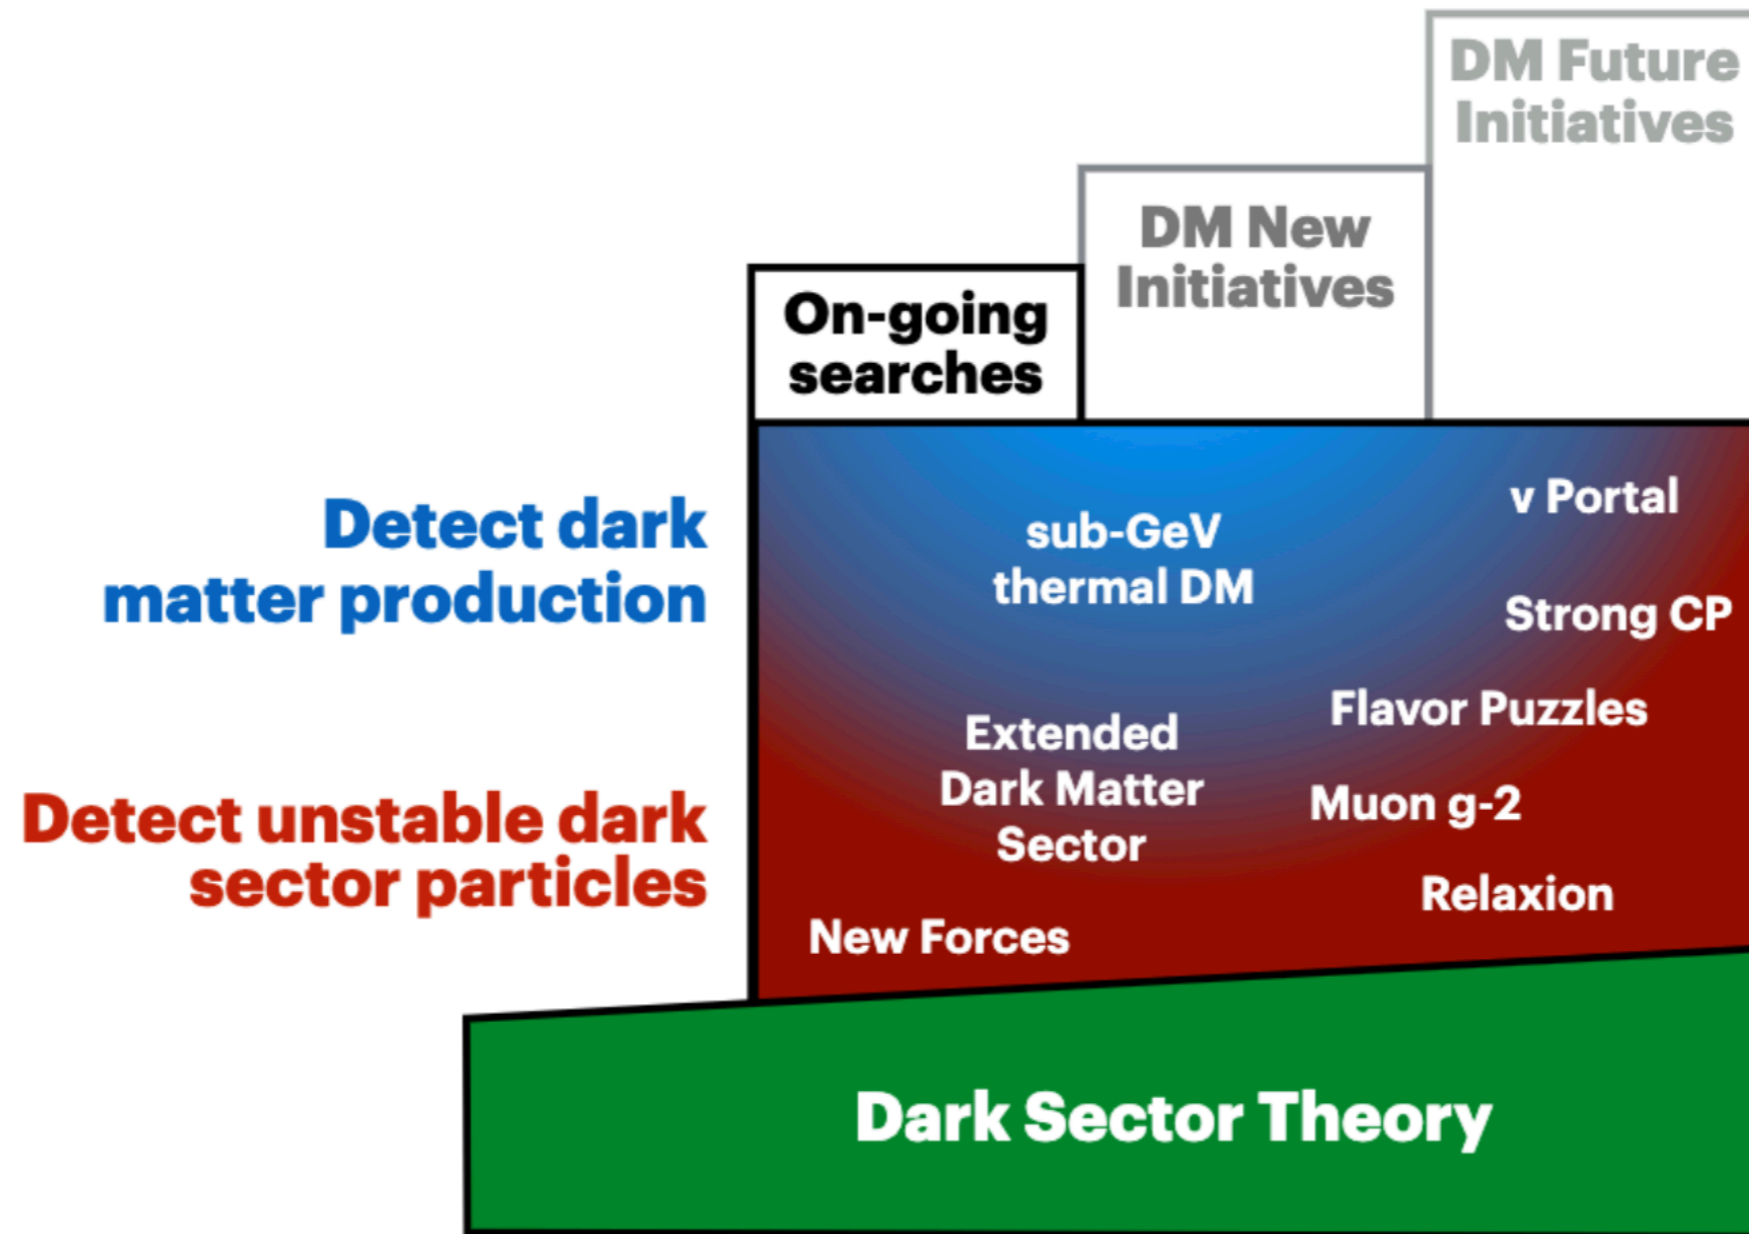 DM Future
Initiatives
DM New
Initiatives
On-going
searches
Detect dark
matter production
sub-GeV
thermal DM
v Portal
Strong CP
Flavor Puzzles
Extended
Dark Matter
Sector
Muon g-2
Detect unstable dark
sector particles
Relaxion
New Forces
Dark Sector Theory